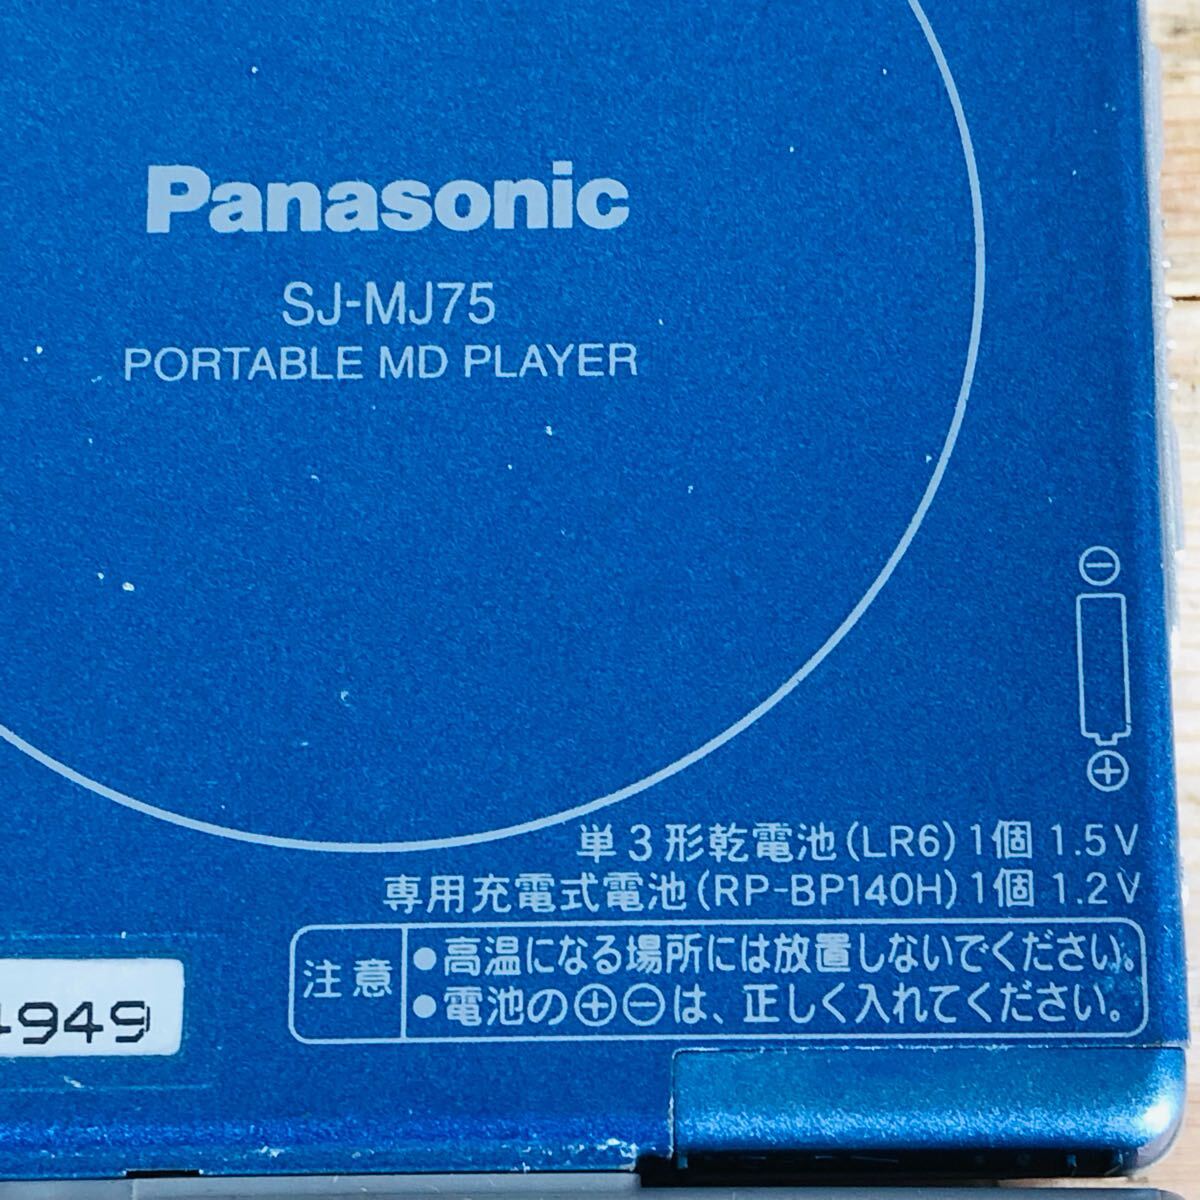 Panasonic
SJ-MJ75
PORTABLE MD PLAYER
⊖
⊕
単3形乾電池(LR6)1個 1.5V
専用充電式電池(RP-BP140H)1個 1.2V
注意
●高温になる場所には放置しないでください。
●電池の⊕⊖は、正しく入れてください。
4949